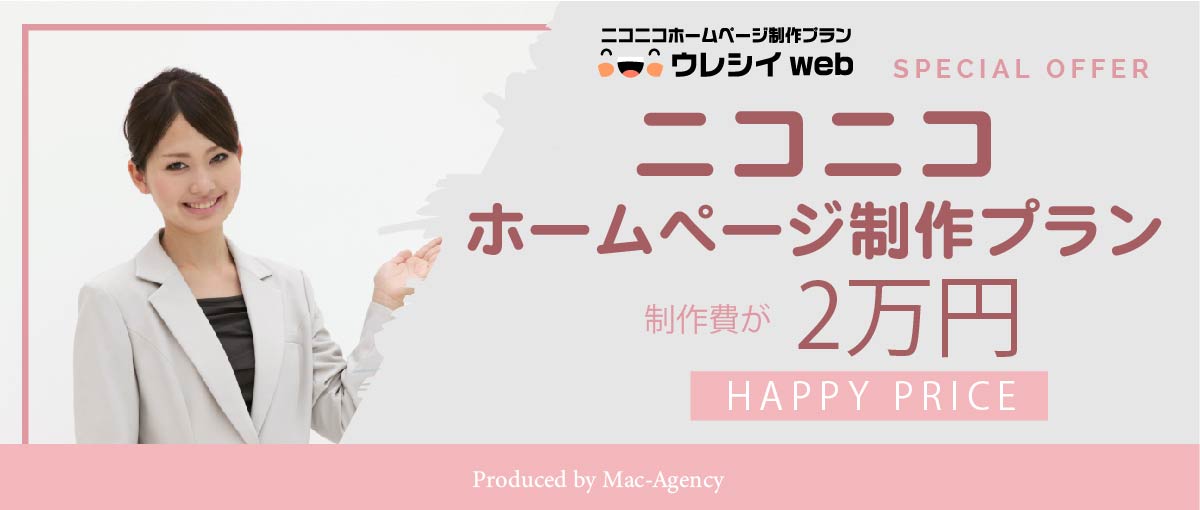 ニコニコホームページ制作プラン
ウレシイ web
SPECIAL OFFER
ニコニコ
ホームページ制作プラン
制作費が 2万円
HAPPY PRICE
Produced by Mac-Agency